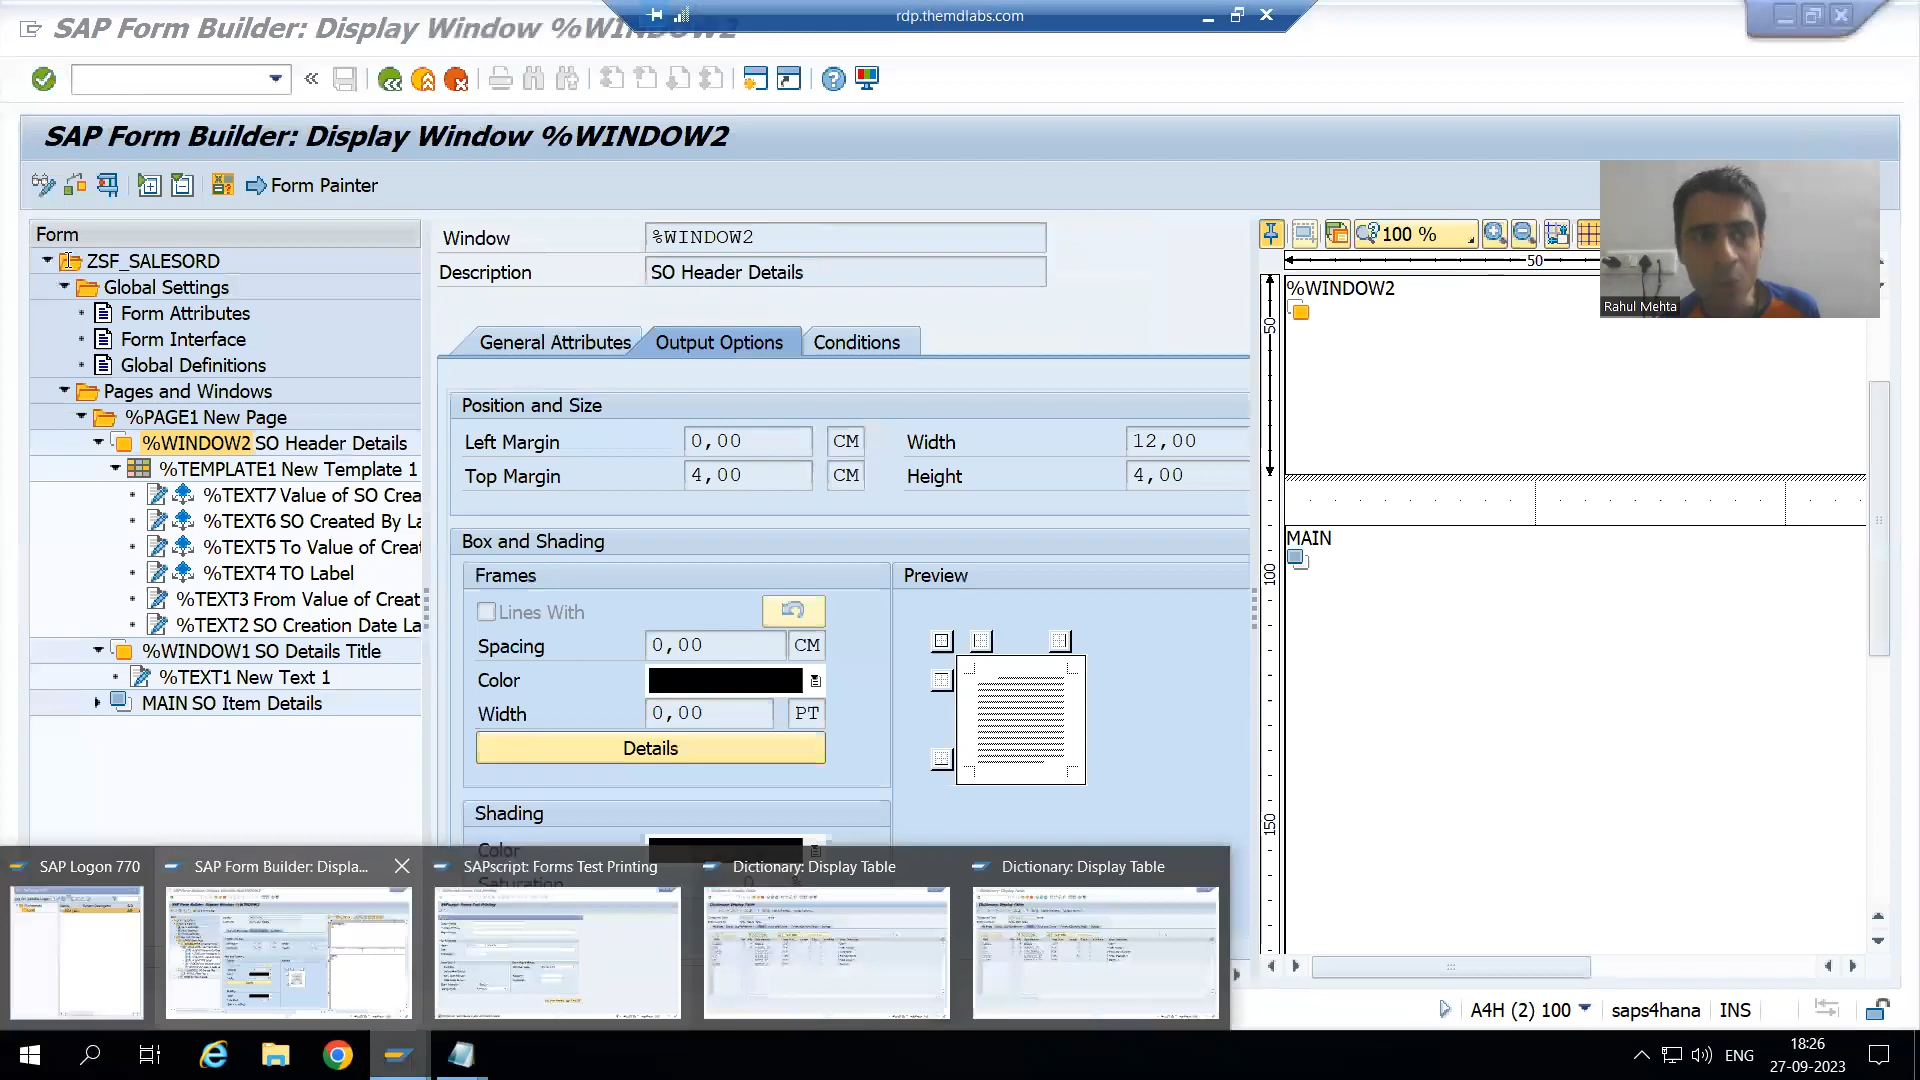 SAP Form Builder: Display Window %WINDOW2
rdp.themdlabs.com
SAP Form Builder: Display Window %WINDOW2
Form Painter
Form
ZSF_SALESORD
Global Settings
Form Attributes
Form Interface
Global Definitions
Pages and Windows
%PAGE1 New Page
%WINDOW2 SO Header Details
%TEMPLATE1 New Template 1
%TEXT7 Value of SO Crea
%TEXT6 SO Created By La
%TEXT5 To Value of Creat
%TEXT4 TO Label
%TEXT3 From Value of Creat
%TEXT2 SO Creation Date La
%WINDOW1 SO Details Title
%TEXT1 New Text 1
MAIN SO Item Details
Window %WINDOW2
Description SO Header Details
General Attributes Output Options Conditions
Position and Size
Left Margin 0,00 CM Width 12,00
Top Margin 4,00 CM Height 4,00
Box and Shading
Frames Preview
Lines With
Spacing 0,00 CM
Color
Width 0,00 PT
Details
Shading
Color
Saturation
100 %
50
%WINDOW2
50
MAIN
100
150
Rahul Mehta
SAP Logon 770
SAP Form Builder: Displa...
SAPscript: Forms Test Printing
Dictionary: Display Table
Dictionary: Display Table
A4H (2) 100 saps4hana INS
ENG
18:26
27-09-2023